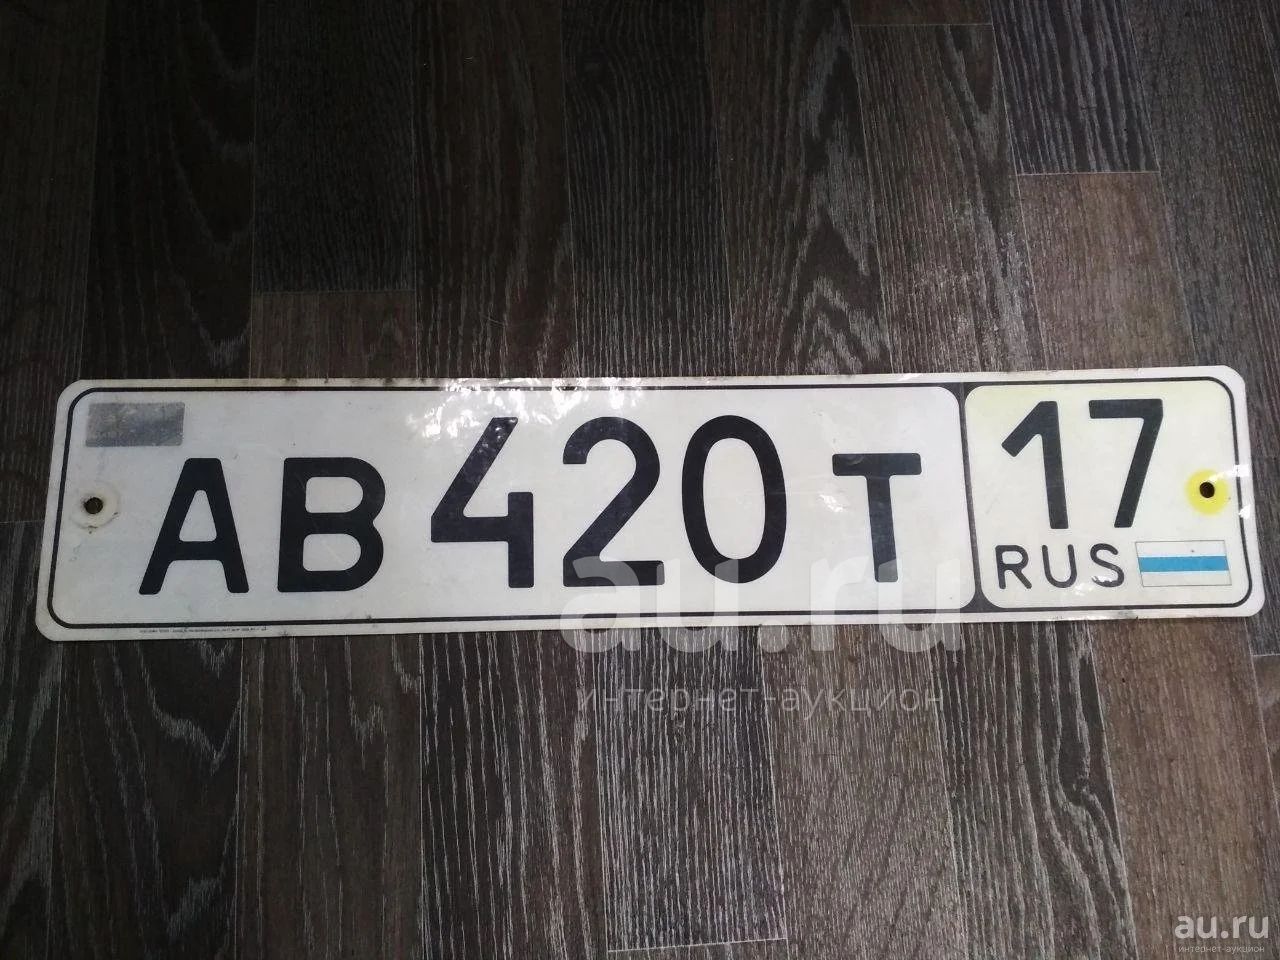 АВ 420 Т 17
RUS
au.ru
интернет-аукцион
au.ru
интернет-аукцион